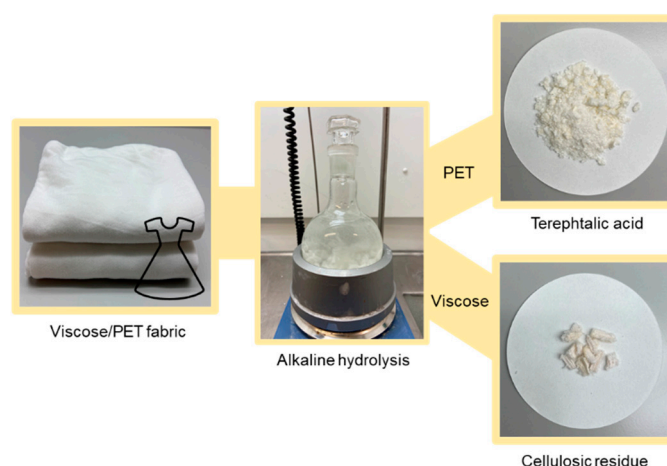 PET
Terephtalic acid
Viscose
Viscose/PET fabric
Alkaline hydrolysis
Cellulosic residue